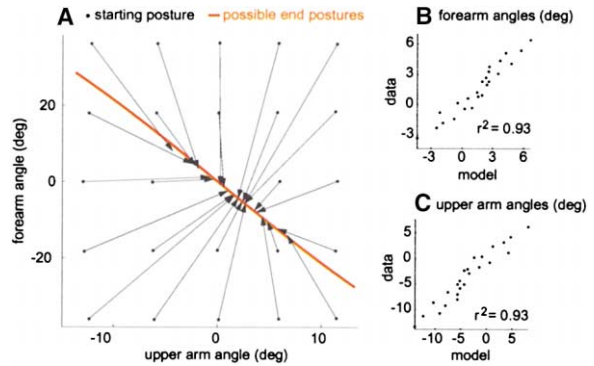 A • starting posture — possible end postures
forearm angle (deg)
20
0
-20
-10 0 10
upper arm angle (deg)
B forearm angles (deg)
data
6
3
0
-3
r² = 0.93
-3 0 3 6
model
C upper arm angles (deg)
data
5
0
-5
-10
r² = 0.93
-10 -5 0 5
model